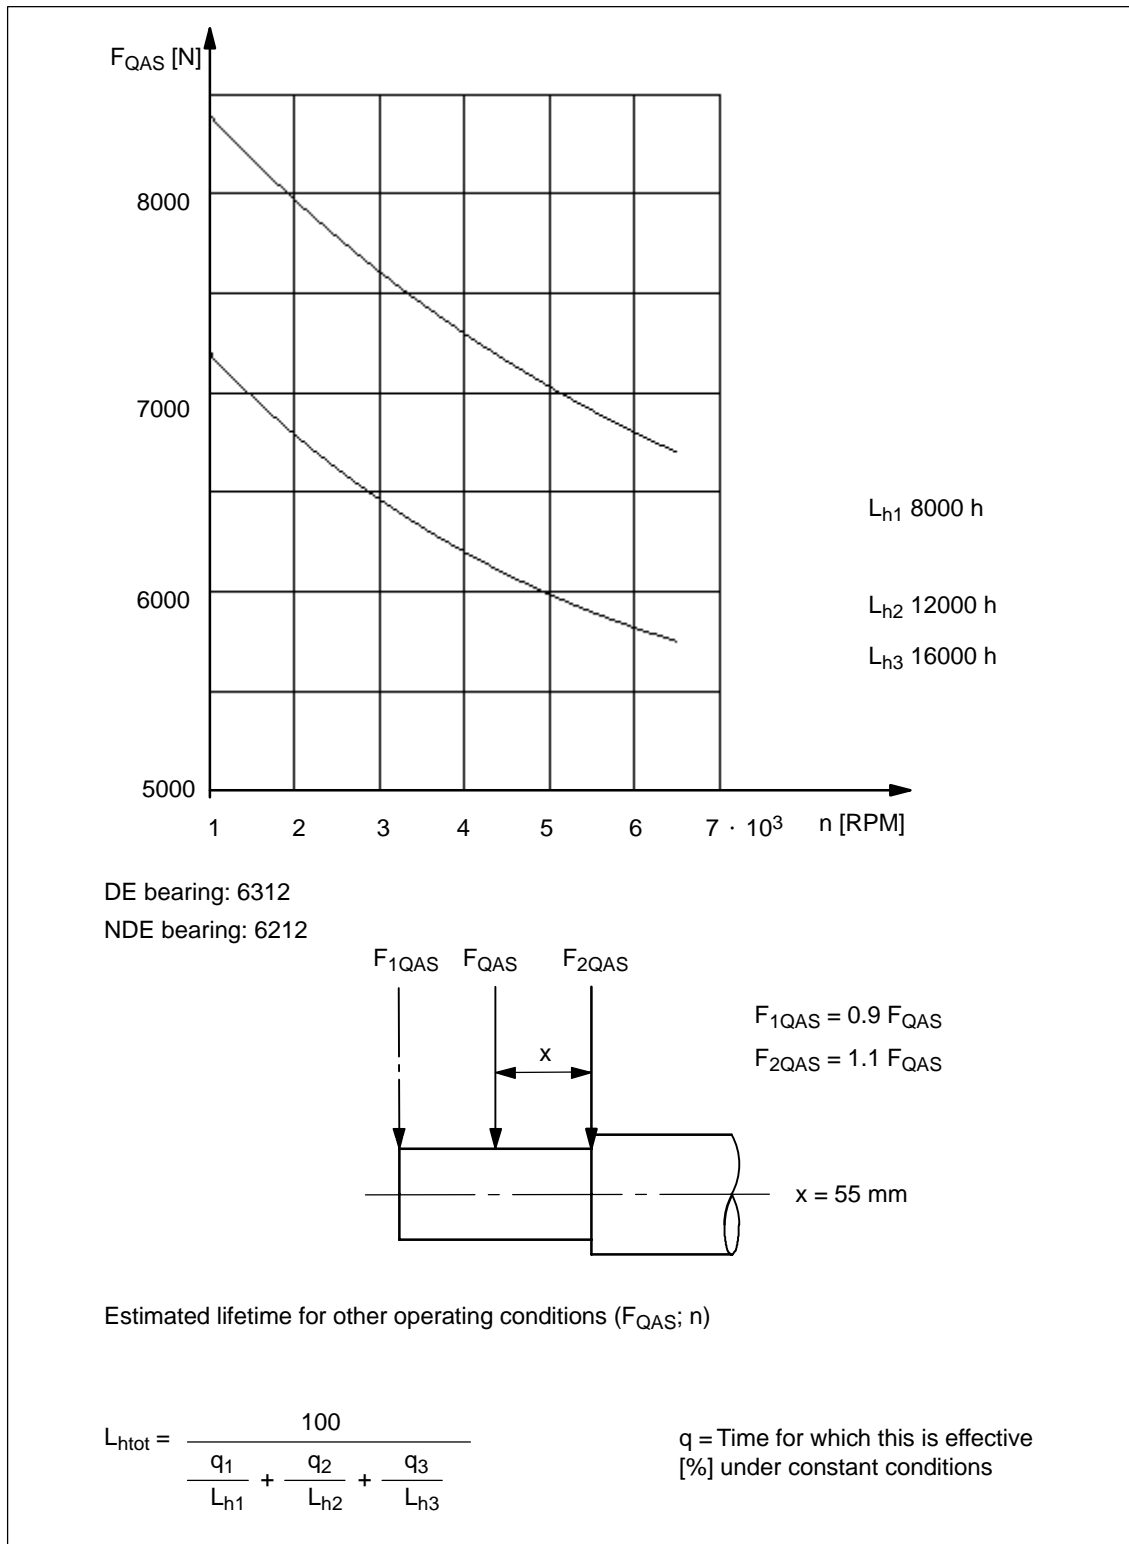 F_QAS [N]
8000
7000
6000
5000
1 2 3 4 5 6 7 · 10³ n [RPM]
L_h1 8000 h
L_h2 12000 h
L_h3 16000 h
DE bearing: 6312
NDE bearing: 6212
F_1QAS F_QAS F_2QAS
F_1QAS = 0.9 F_QAS
F_2QAS = 1.1 F_QAS
x
x = 55 mm
Estimated lifetime for other operating conditions (F_QAS; n)
L_htot =
100
q_1 + q_2 + q_3
L_h1 L_h2 L_h3
q = Time for which this is effective
[%] under constant conditions